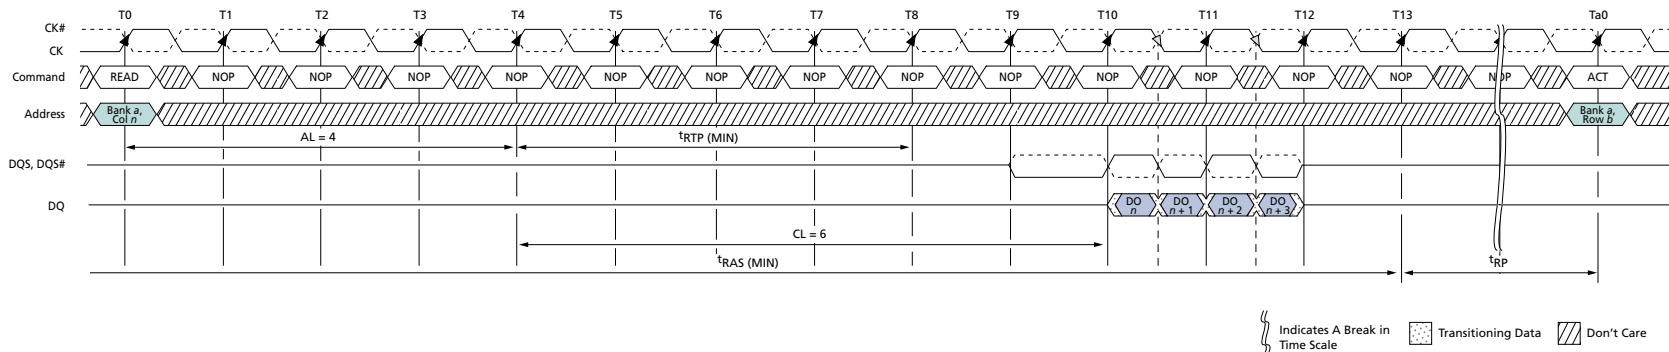 T0 T1 T2 T3 T4 T5 T6 T7 T8 T9 T10 T11 T12 T13 Ta0
CK#
CK
Command READ NOP NOP NOP NOP NOP NOP NOP NOP NOP NOP NOP NOP NOP NOP ACT
Address Bank a, Col n Bank a, Row b
AL = 4 tRTP (MIN)
DQS, DQS#
DQ DO n DO n + 1 DO n + 2 DO n + 3
CL = 6
tRAS (MIN) tRP
Indicates A Break in
Time Scale
Transitioning Data
Don't Care